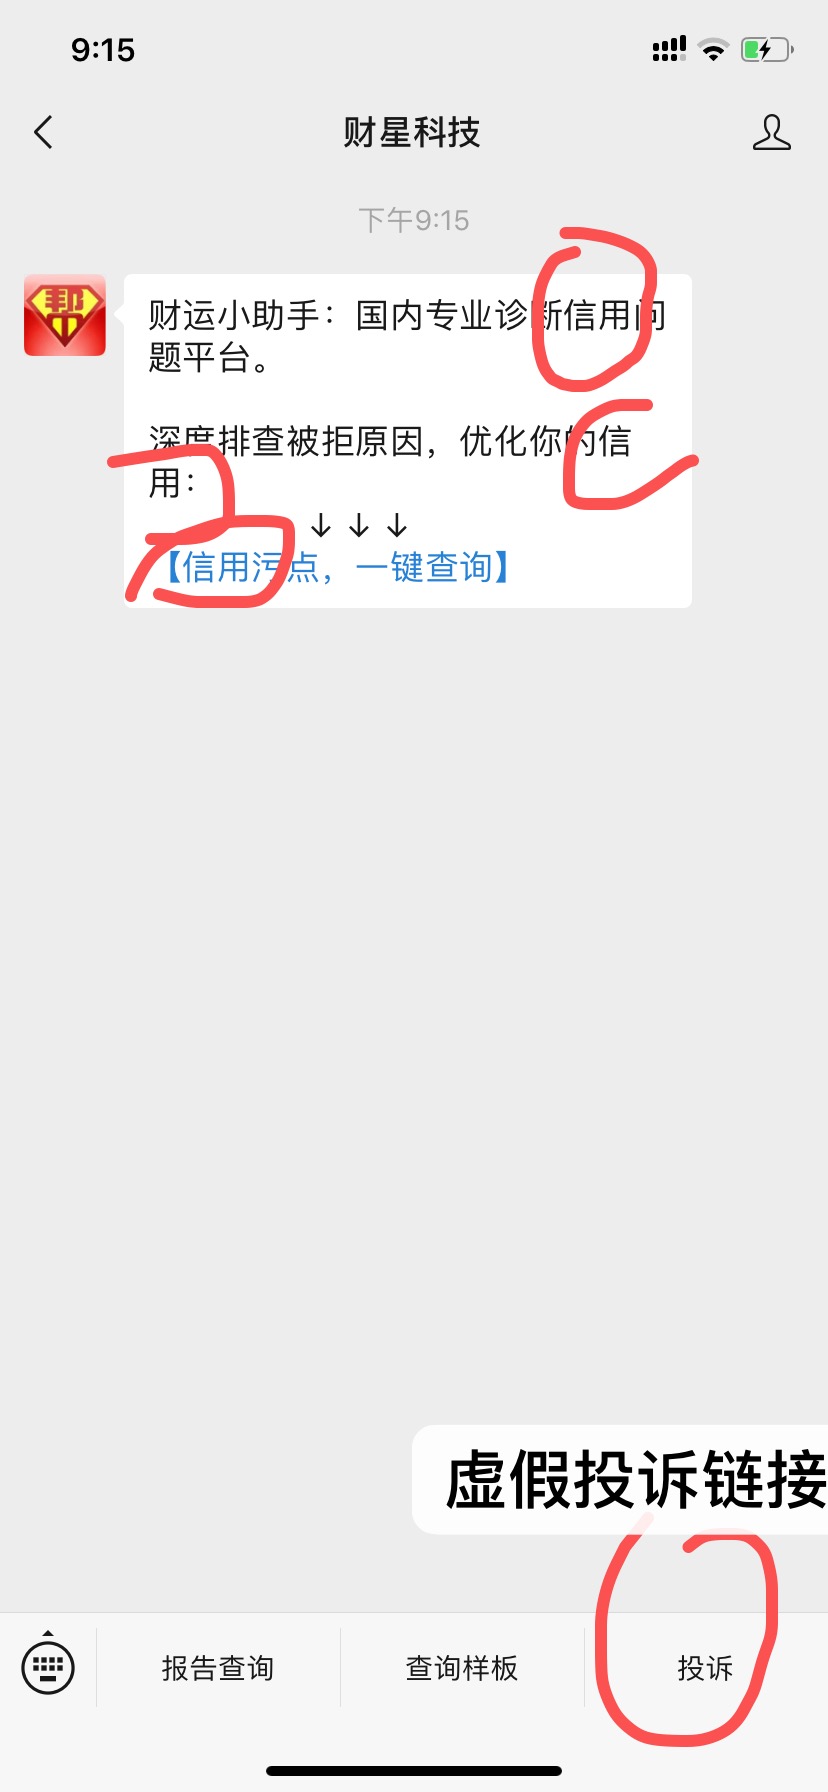 9:15
财星科技
下午9:15
帮
财运小助手：国内专业诊断信用问
题平台。
深度排查被拒原因，优化你的信
用：
↓ ↓ ↓
【信用污点，一键查询】
虚假投诉链接
报告查询
查询样板
投诉